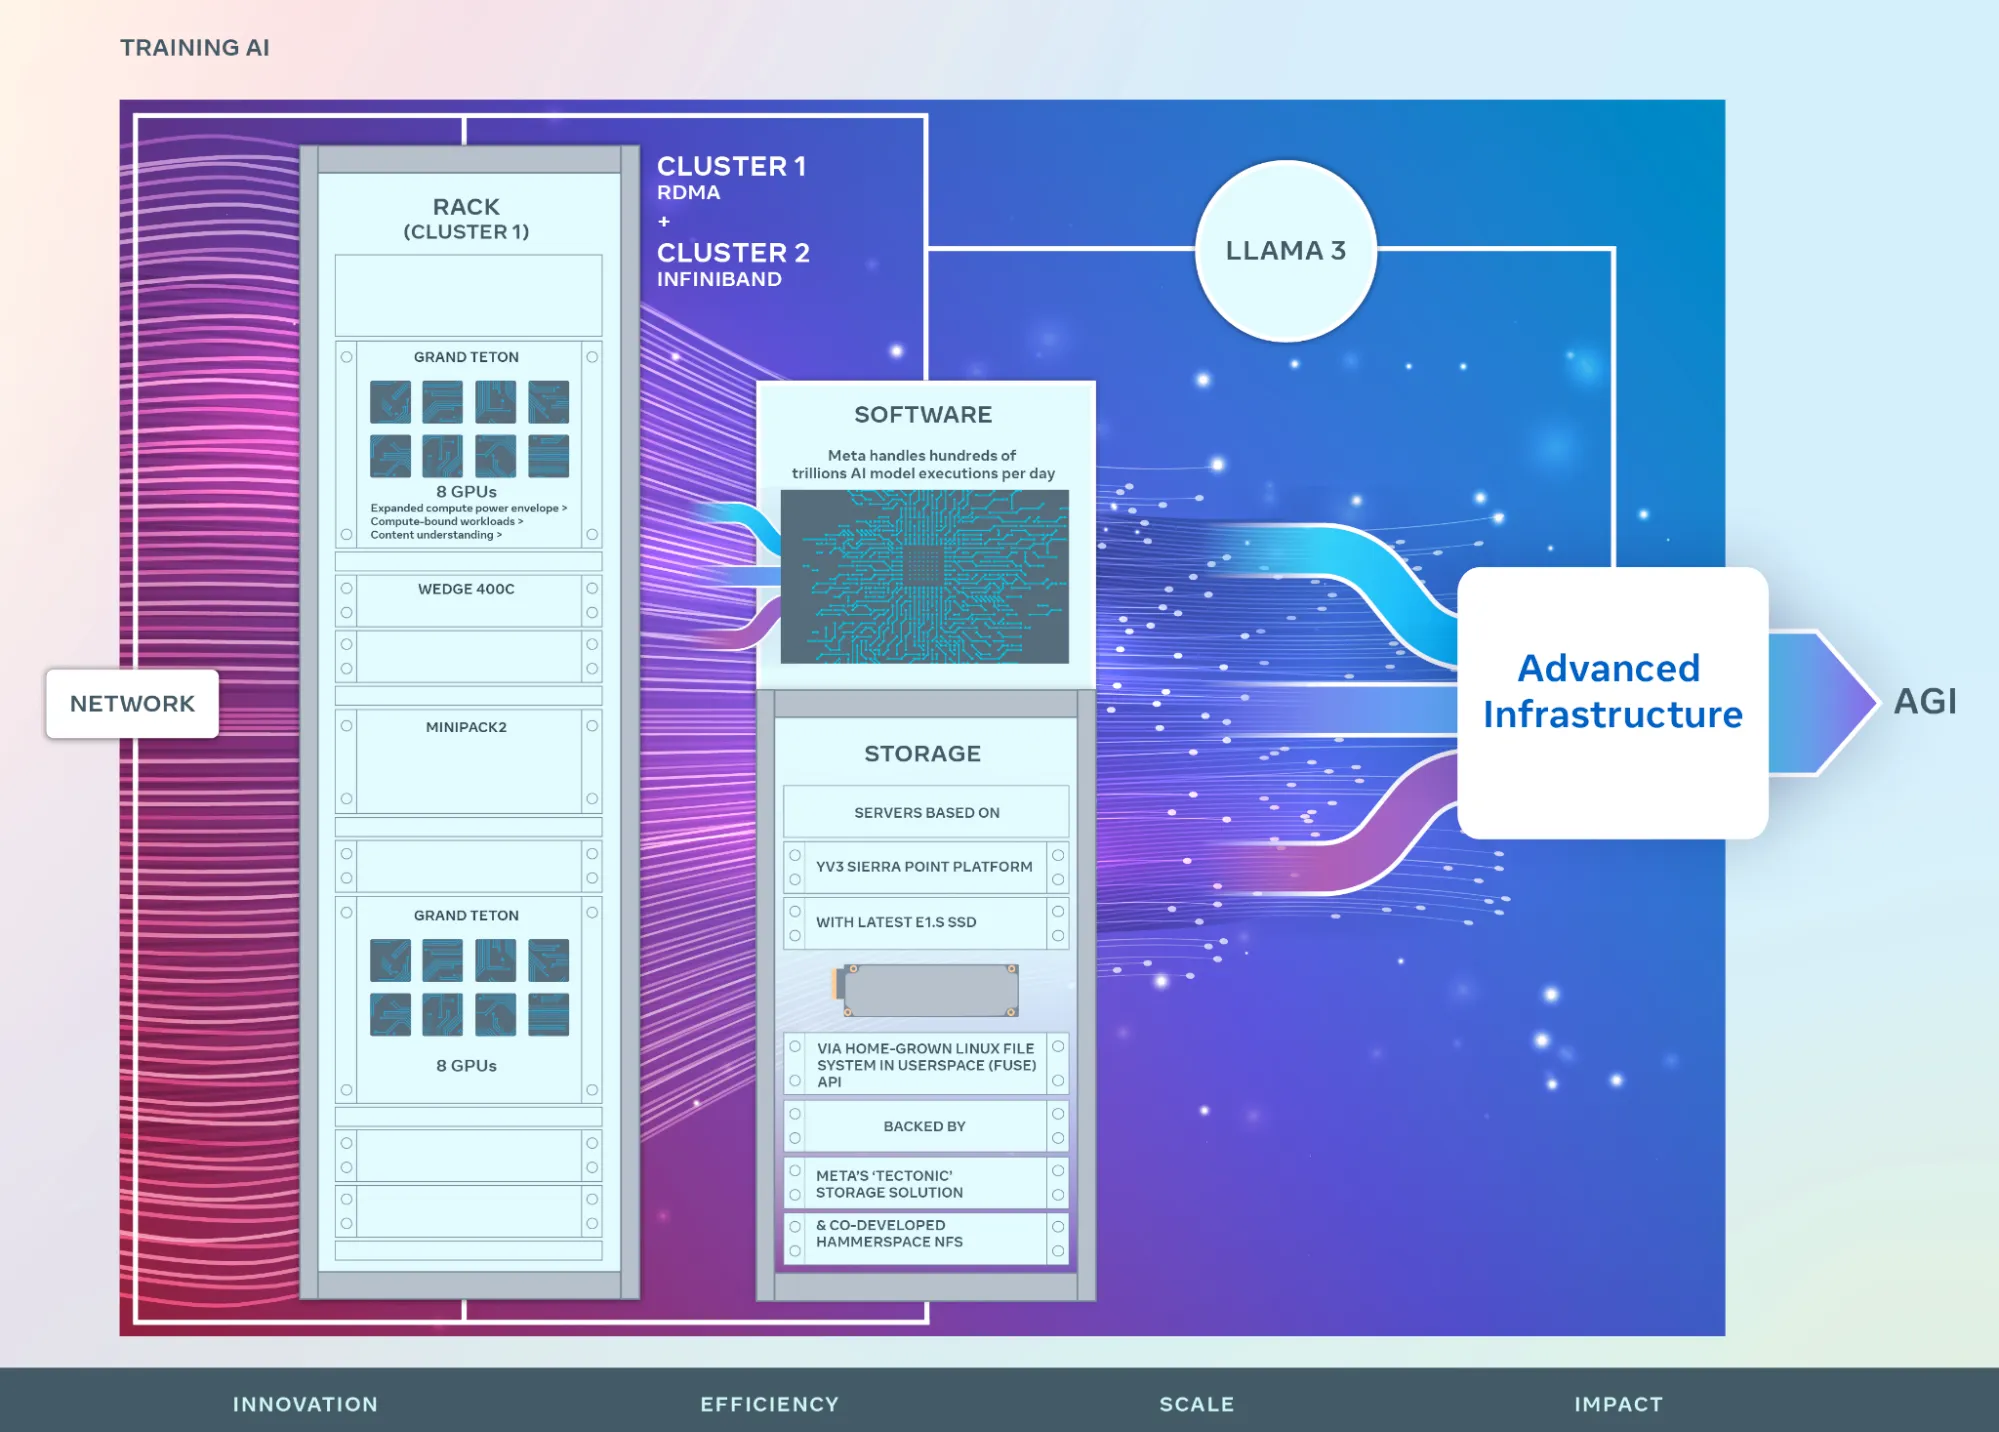 TRAINING AI
NETWORK
RACK
(CLUSTER 1)
GRAND TETON
8 GPUs
Expanded compute power envelope >
Compute-bound workloads >
Content understanding >
WEDGE 400C
MINIPACK2
GRAND TETON
8 GPUs
CLUSTER 1
RDMA
+
CLUSTER 2
INFINIBAND
SOFTWARE
Meta handles hundreds of
trillions AI model executions per day
STORAGE
SERVERS BASED ON
YV3 SIERRA POINT PLATFORM
WITH LATEST E1.S SSD
VIA HOME-GROWN LINUX FILE
SYSTEM IN USERSPACE (FUSE)
API
BACKED BY
META'S ‘TECTONIC’
STORAGE SOLUTION
& CO-DEVELOPED
HAMMERSPACE NFS
LLAMA 3
Advanced
Infrastructure
AGI
INNOVATION
EFFICIENCY
SCALE
IMPACT